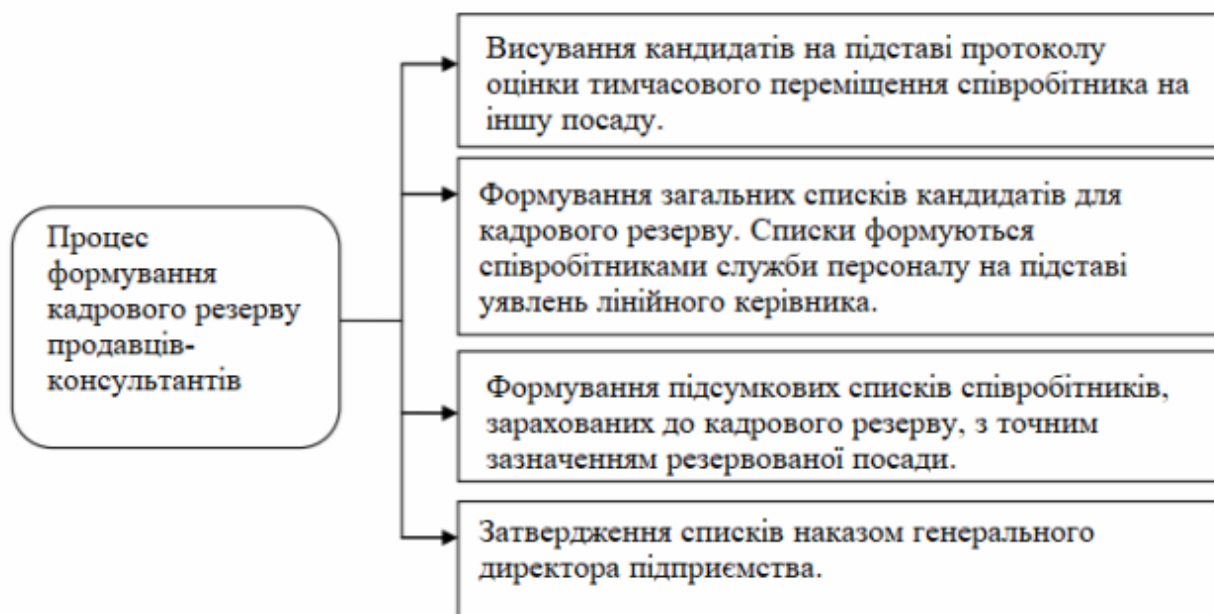 Процес
формування
кадрового резерву
продавців-
консультантів
Висування кандидатів на підставі протоколу
оцінки тимчасового переміщення співробітника на
іншу посаду.
Формування загальних списків кандидатів для
кадрового резерву. Списки формуються
співробітниками служби персоналу на підставі
уявлень лінійного керівника.
Формування підсумкових списків співробітників,
зарахованих до кадрового резерву, з точним
зазначенням резервованої посади.
Затвердження списків наказом генерального
директора підприємства.